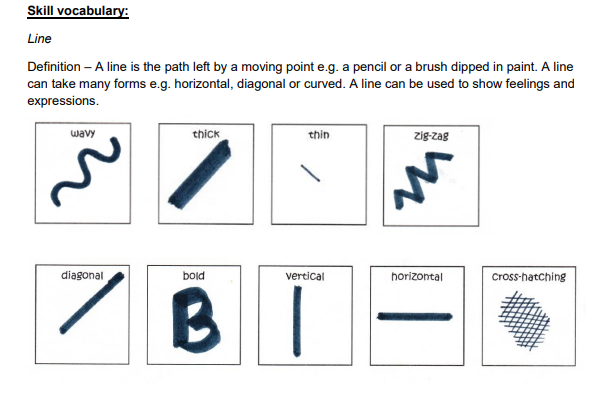 Skill vocabulary:
Line
Definition – A line is the path left by a moving point e.g. a pencil or a brush dipped in paint. A line
can take many forms e.g. horizontal, diagonal or curved. A line can be used to show feelings and
expressions.
wavy
thick
thin
zig-zag
diagonal
bold
vertical
horizontal
cross-hatching
B